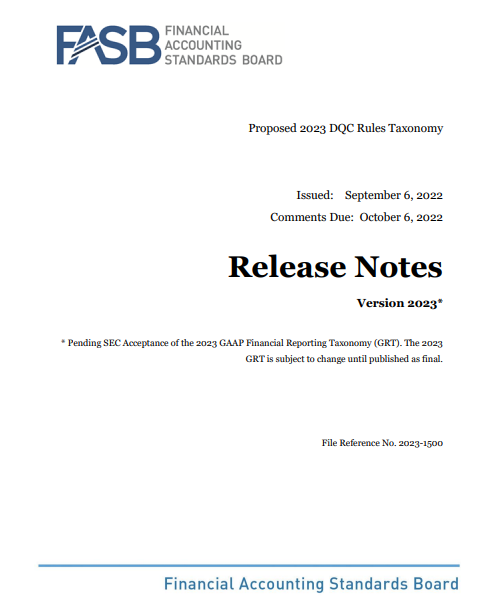 FASB
FINANCIAL
ACCOUNTING
STANDARDS BOARD
Proposed 2023 DQC Rules Taxonomy
Issued: September 6, 2022
Comments Due: October 6, 2022
Release Notes
Version 2023*
* Pending SEC Acceptance of the 2023 GAAP Financial Reporting Taxonomy (GRT). The 2023
GRT is subject to change until published as final.
File Reference No. 2023-1500
Financial Accounting Standards Board